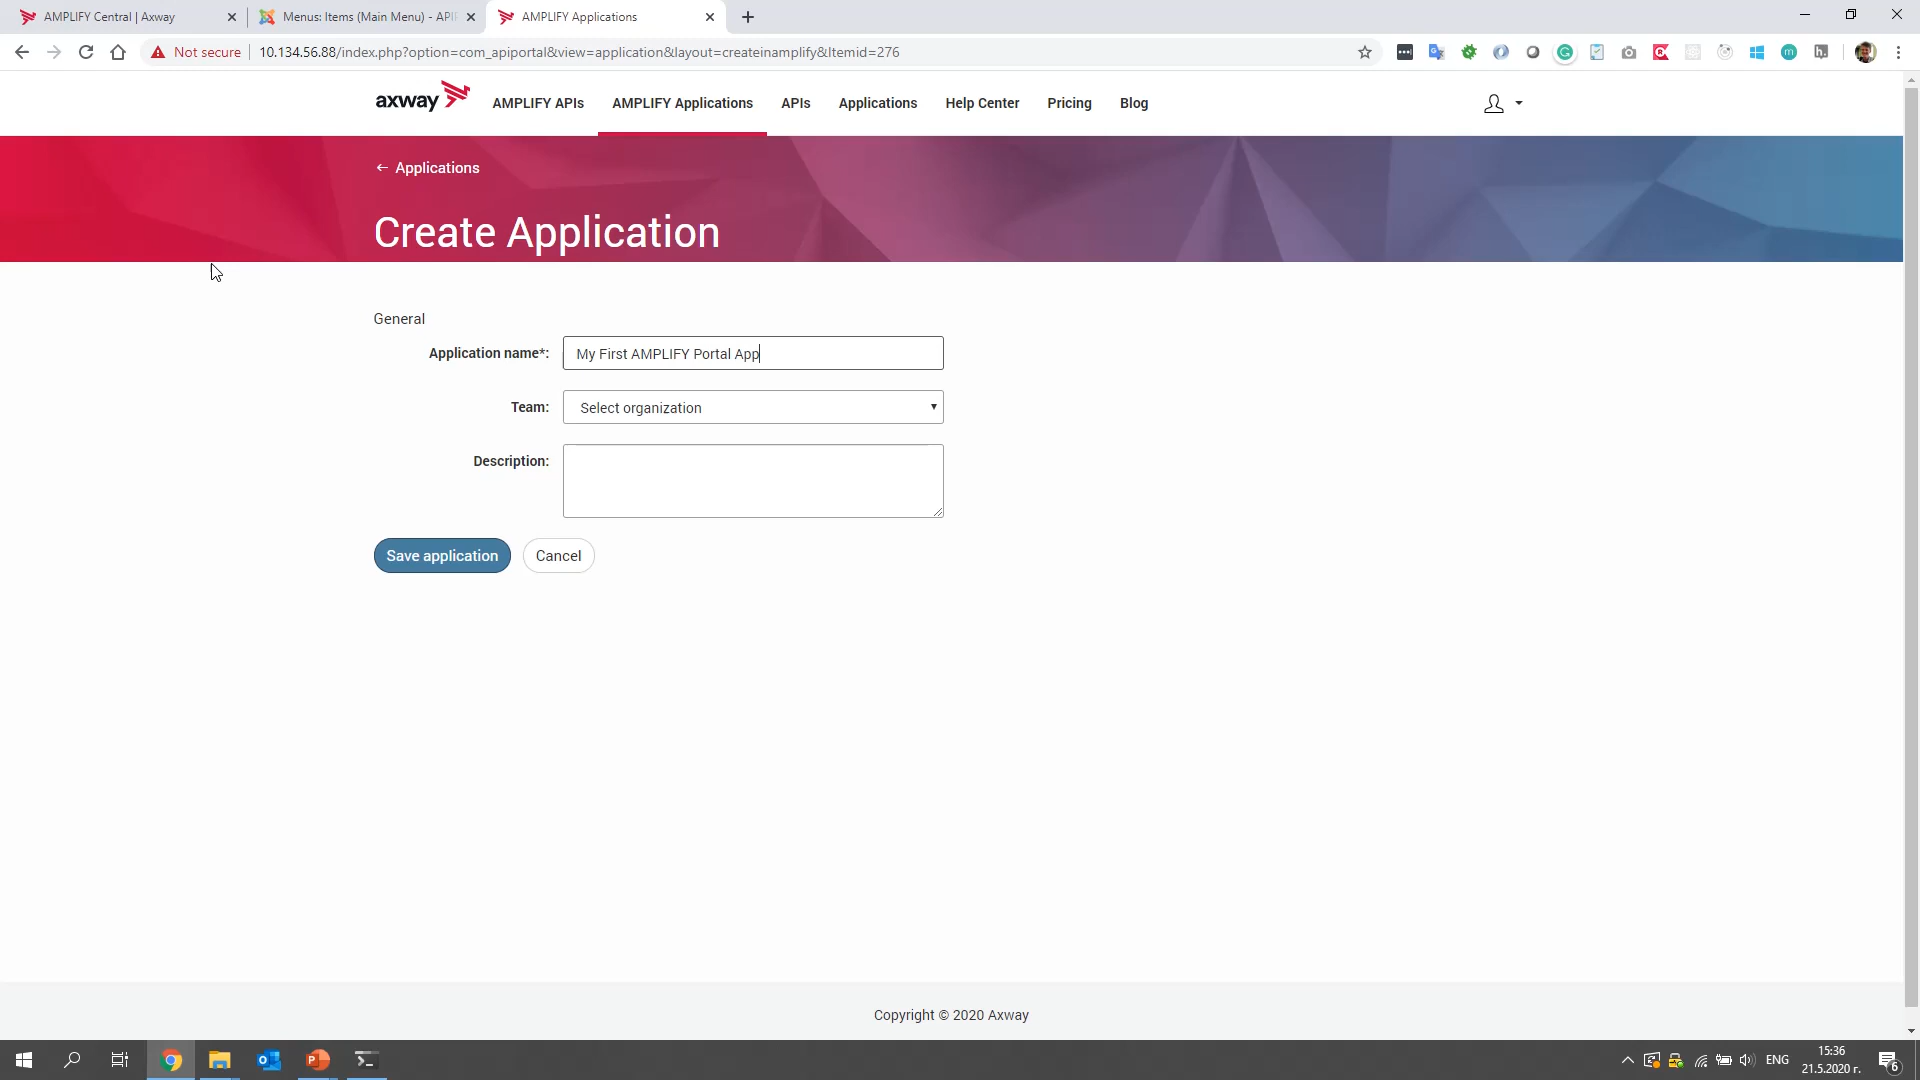 AMPLIFY Central | Axway
Menus: Items (Main Menu) - API
AMPLIFY Applications
Not secure
10.134.56.88/index.php?option=com_apiportal&view=application&layout=createinamplify&Itemid=276
axway
AMPLIFY APIs
AMPLIFY Applications
APIs
Applications
Help Center
Pricing
Blog
← Applications
Create Application
General
Application name*:
My First AMPLIFY Portal App
Team:
Select organization
Description:
Save application
Cancel
Copyright © 2020 Axway
ENG
15:36
21.5.2020 г.
6